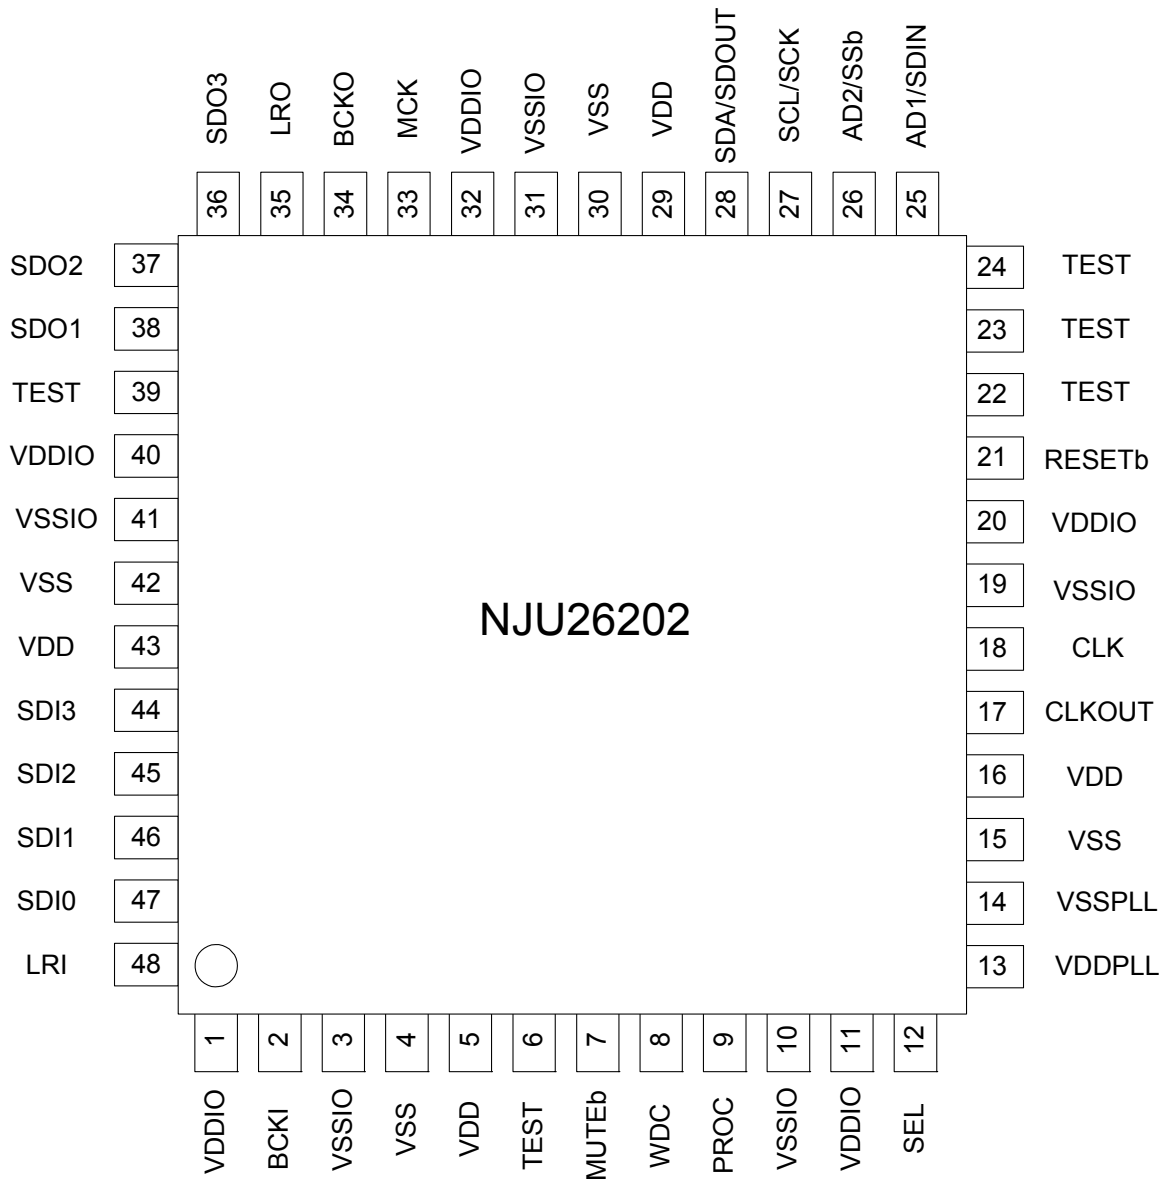 SDO3 LRO BCKO MCK VDDIO VSSIO VSS VDD SDA/SDOUT SCL/SCK AD2/SSb AD1/SDIN
36 35 34 33 32 31 30 29 28 27 26 25
SDO2 37 24 TEST
SDO1 38 23 TEST
TEST 39 22 TEST
VDDIO 40 21 RESETb
VSSIO 41 20 VDDIO
VSS 42 19 VSSIO
NJU26202
VDD 43 18 CLK
SDI3 44 17 CLKOUT
SDI2 45 16 VDD
SDI1 46 15 VSS
SDI0 47 14 VSSPLL
LRI 48 13 VDDPLL
1 2 3 4 5 6 7 8 9 10 11 12
VDDIO BCKI VSSIO VSS VDD TEST MUTEb WDC PROC VSSIO VDDIO SEL